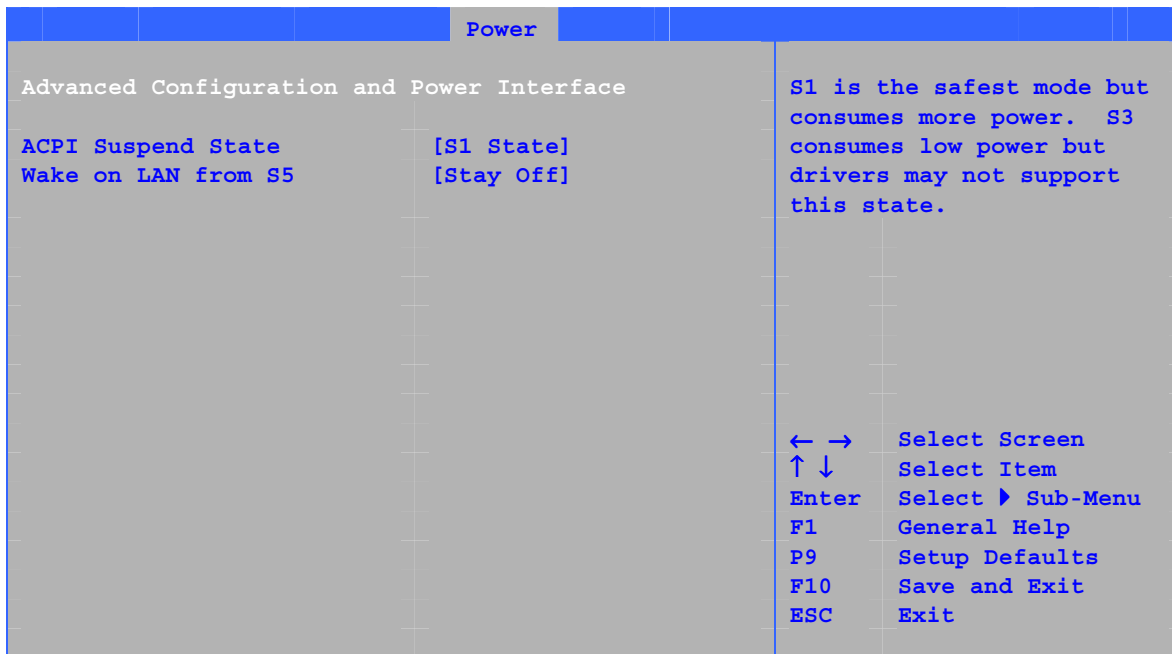 Power
Advanced Configuration and Power Interface
ACPI Suspend State [S1 State]
Wake on LAN from S5 [Stay Off]
S1 is the safest mode but
consumes more power. S3
consumes low power but
drivers may not support
this state.
← → Select Screen
↑ ↓ Select Item
Enter Select ▶ Sub-Menu
F1 General Help
P9 Setup Defaults
F10 Save and Exit
ESC Exit